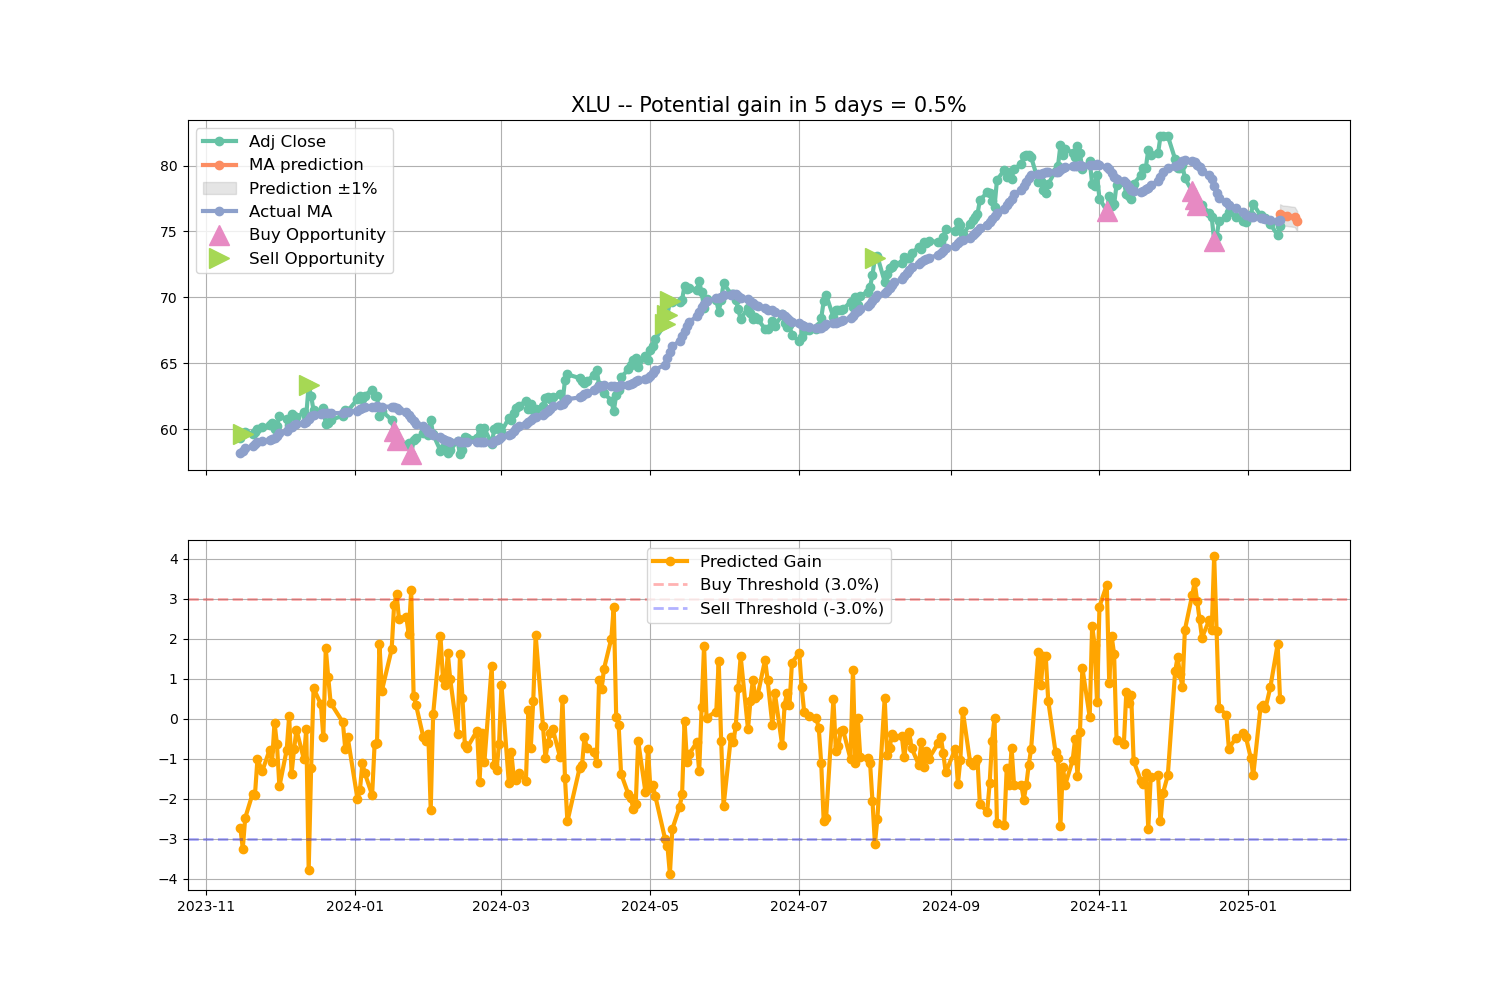 XLU -- Potential gain in 5 days = 0.5%
Adj Close
MA prediction
Prediction ±1%
Actual MA
Buy Opportunity
Sell Opportunity
80
75
70
65
60
Predicted Gain
Buy Threshold (3.0%)
Sell Threshold (-3.0%)
4
3
2
1
0
−1
−2
−3
−4
2023-11
2024-01
2024-03
2024-05
2024-07
2024-09
2024-11
2025-01